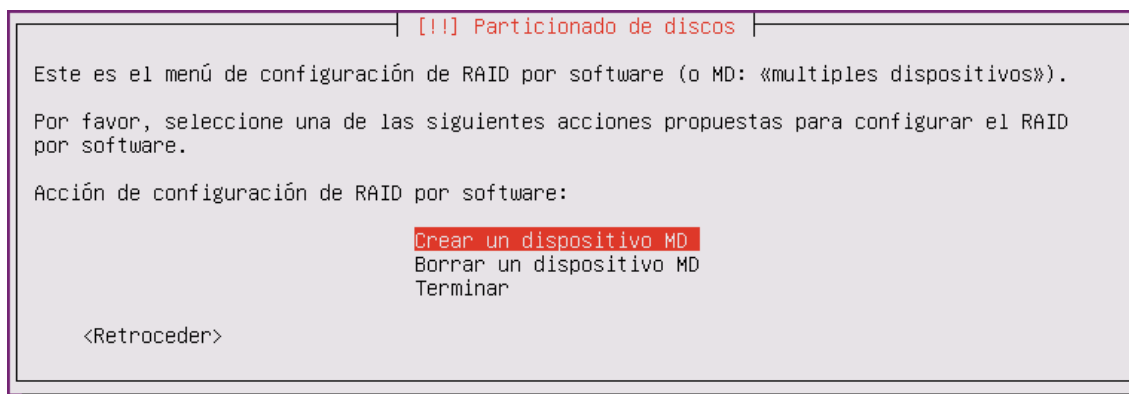 [!!] Particionado de discos
Este es el menú de configuración de RAID por software (o MD: «multiples dispositivos»).
Por favor, seleccione una de las siguientes acciones propuestas para configurar el RAID
por software.
Acción de configuración de RAID por software:
Crear un dispositivo MD
Borrar un dispositivo MD
Terminar
<Retroceder>